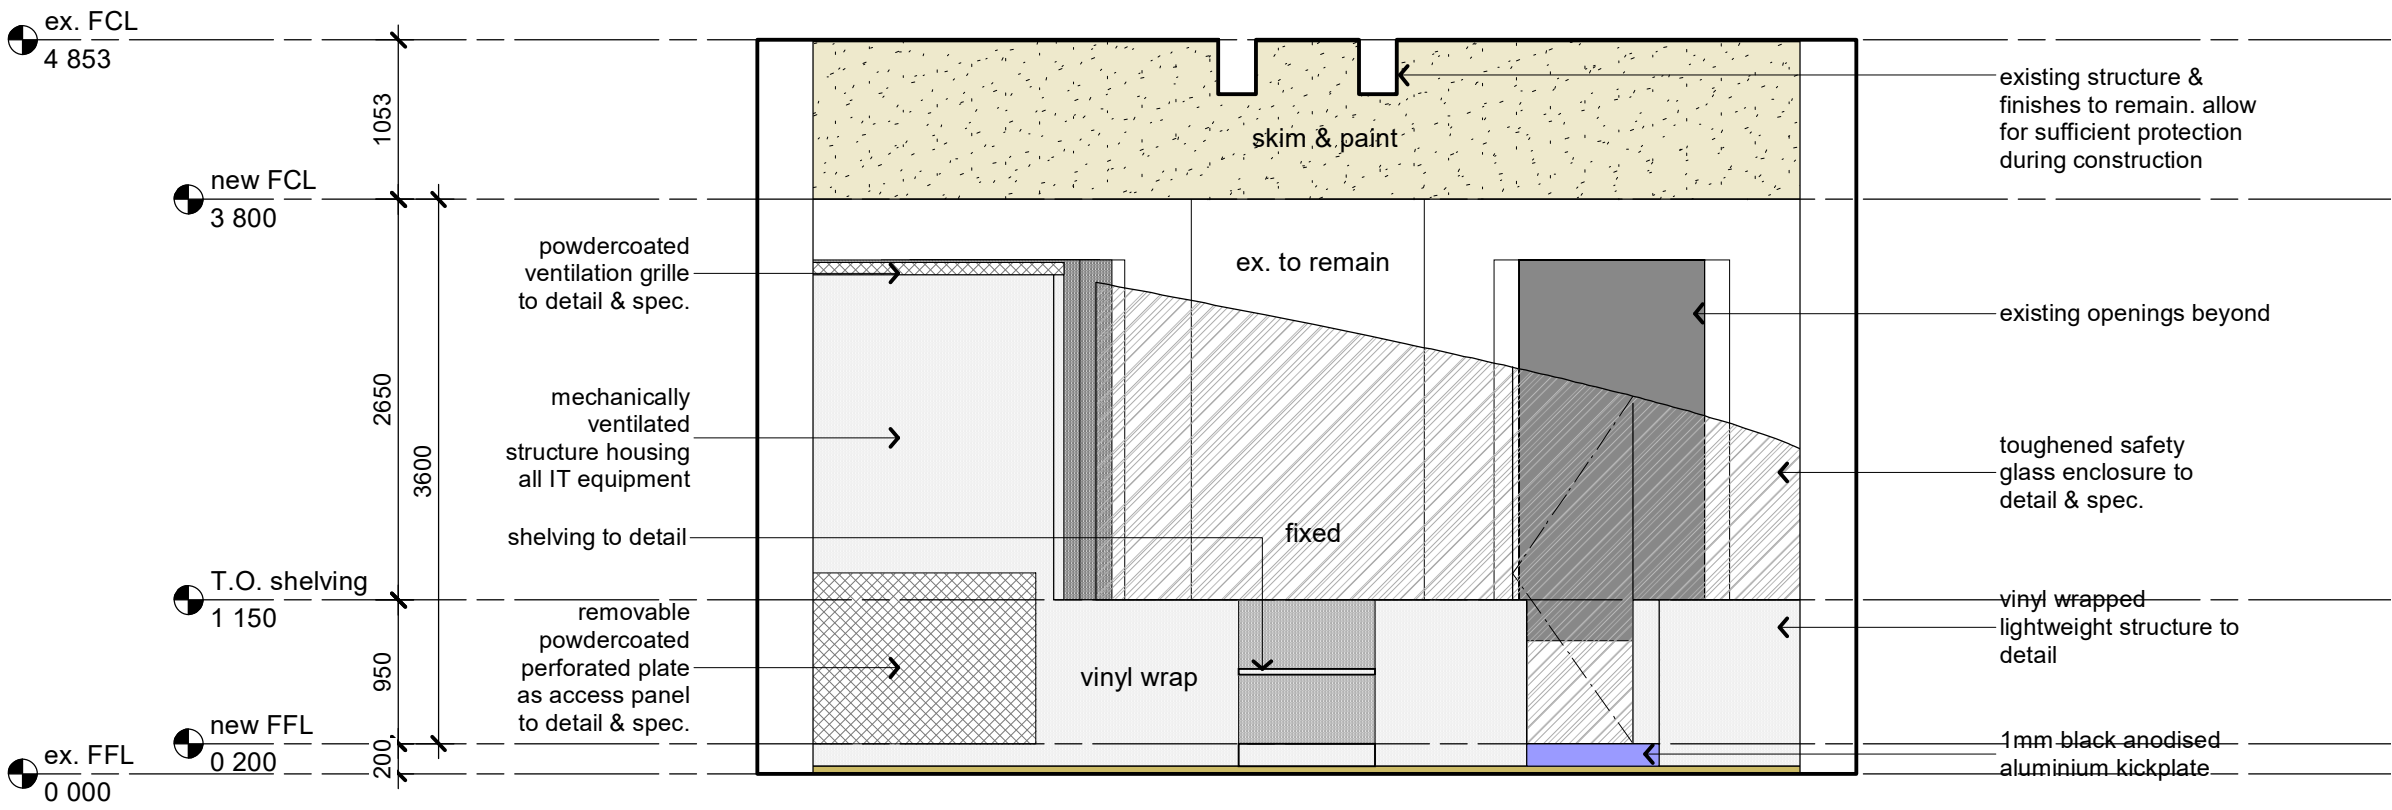 ex. FCL
4 853
1053
new FCL
3 800
2650
3600
T.O. shelving
1 150
950
new FFL
0 200
200
ex. FFL
0 000
powdercoated
ventilation grille
to detail & spec.
mechanically
ventilated
structure housing
all IT equipment
shelving to detail
removable
powdercoated
perforated plate
as access panel
to detail & spec.
skim & paint
ex. to remain
fixed
vinyl wrap
existing structure &
finishes to remain. allow
for sufficient protection
during construction
existing openings beyond
toughened safety
glass enclosure to
detail & spec.
vinyl wrapped
lightweight structure to
detail
1mm black anodised
aluminium kickplate